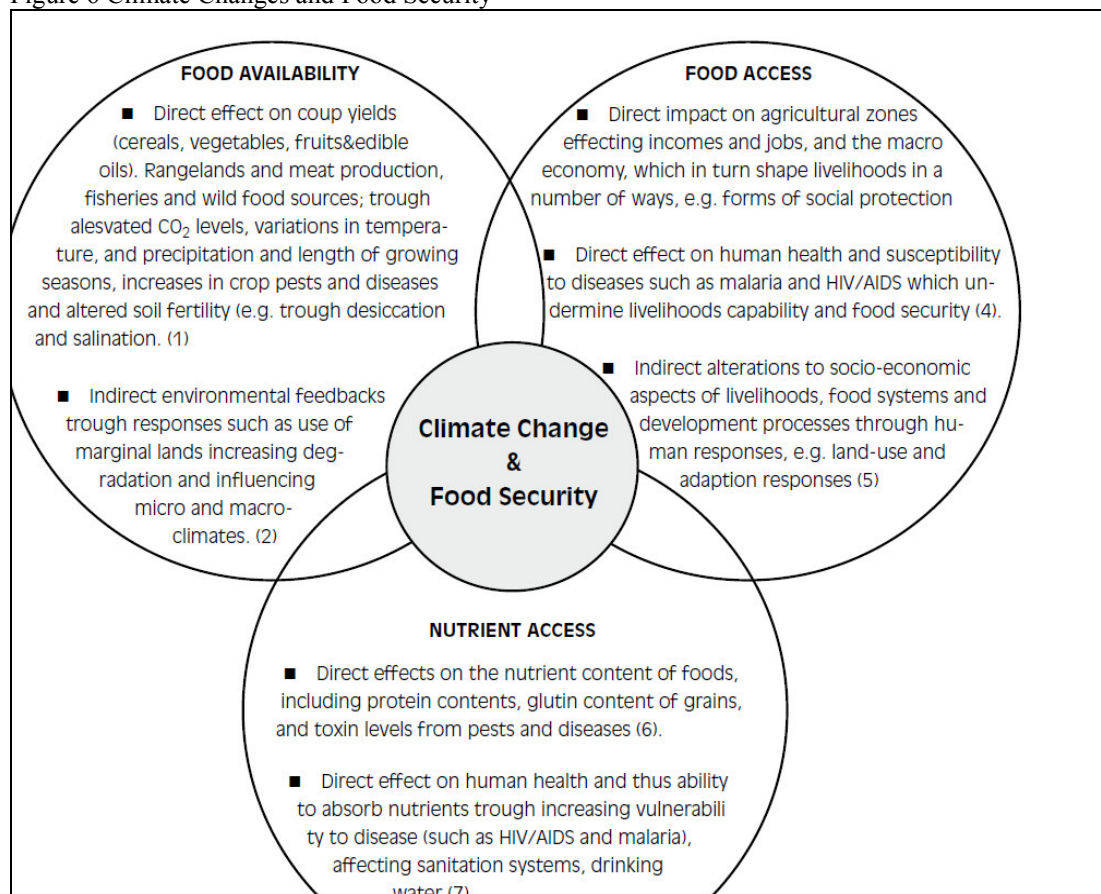 Figure 6 Climate Changes and Food Security
FOOD AVAILABILITY
■ Direct effect on coup yields
(cereals, vegetables, fruits&edible
oils). Rangelands and meat production,
fisheries and wild food sources; trough
alesvated CO₂ levels, variations in tempera-
ture, and precipitation and length of growing
seasons, increases in crop pests and diseases
and altered soil fertility (e.g. trough desiccation
and salination. (1)
■ Indirect environmental feedbacks
trough responses such as use of
marginal lands increasing deg-
radation and influencing
micro and macro-
climates. (2)
FOOD ACCESS
■ Direct impact on agricultural zones
effecting incomes and jobs, and the macro
economy, which in turn shape livelihoods in a
number of ways, e.g. forms of social protection
■ Direct effect on human health and susceptibility
to diseases such as malaria and HIV/AIDS which un-
dermine livelihoods capability and food security (4).
■ Indirect alterations to socio-economic
aspects of livelihoods, food systems and
development processes through hu-
man responses, e.g. land-use and
adaption responses (5)
Climate Change
&
Food Security
NUTRIENT ACCESS
■ Direct effects on the nutrient content of foods,
including protein contents, glutin content of grains,
and toxin levels from pests and diseases (6).
■ Direct effect on human health and thus ability
to absorb nutrients trough increasing vulnerabili
ty to disease (such as HIV/AIDS and malaria),
affecting sanitation systems, drinking
water (7)